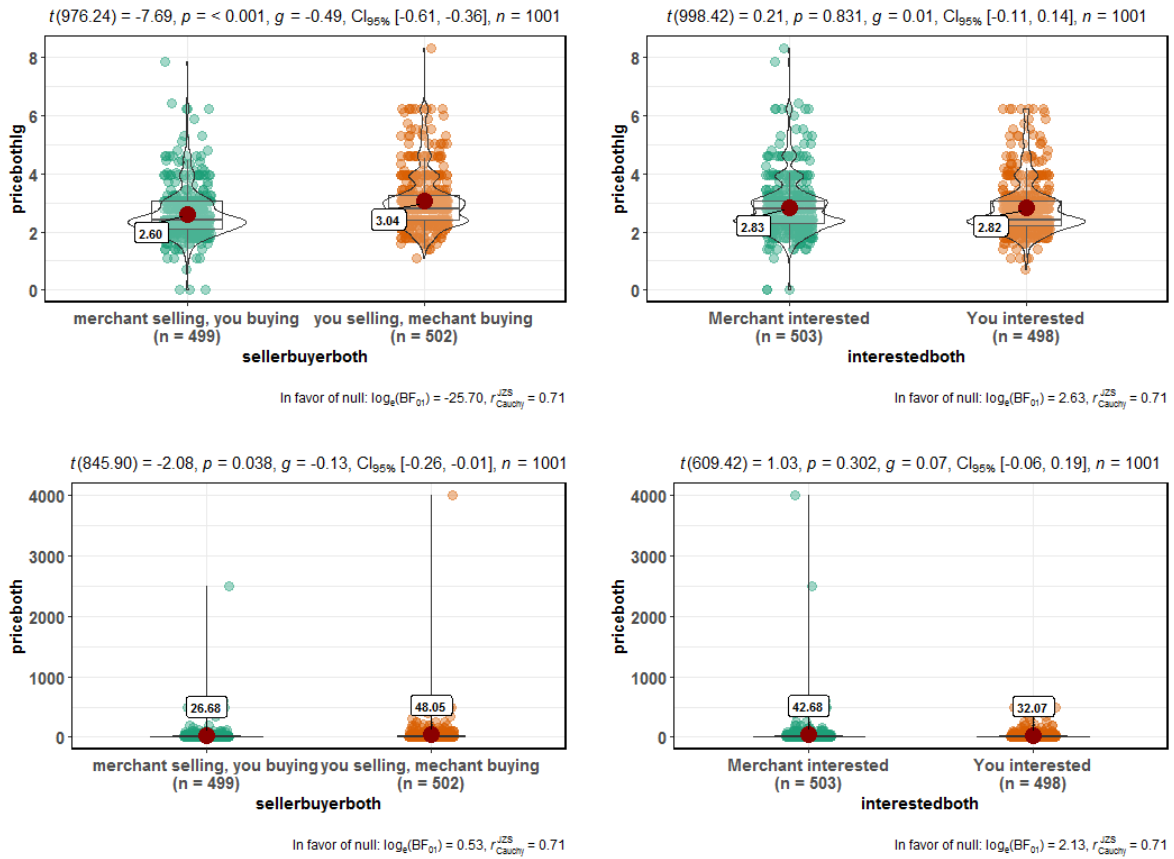 t(976.24) = -7.69, p = < 0.001, g = -0.49, CI95% [-0.61, -0.36], n = 1001
pricebothlg
8
6
4
2
0
2.60
3.04
merchant selling, you buying
(n = 499)
you selling, mechant buying
(n = 502)
sellerbuyerboth
In favor of null: loge(BF01) = -25.70, rJZSCauchy = 0.71
t(998.42) = 0.21, p = 0.831, g = 0.01, CI95% [-0.11, 0.14], n = 1001
pricebothlg
8
6
4
2
0
2.83
2.82
Merchant interested
(n = 503)
You interested
(n = 498)
interestedboth
In favor of null: loge(BF01) = 2.63, rJZSCauchy = 0.71
t(845.90) = -2.08, p = 0.038, g = -0.13, CI95% [-0.26, -0.01], n = 1001
priceboth
4000
3000
2000
1000
0
26.68
48.05
merchant selling, you buying
(n = 499)
you selling, mechant buying
(n = 502)
sellerbuyerboth
In favor of null: loge(BF01) = 0.53, rJZSCauchy = 0.71
t(609.42) = 1.03, p = 0.302, g = 0.07, CI95% [-0.06, 0.19], n = 1001
priceboth
4000
3000
2000
1000
0
42.68
32.07
Merchant interested
(n = 503)
You interested
(n = 498)
interestedboth
In favor of null: loge(BF01) = 2.13, rJZSCauchy = 0.71